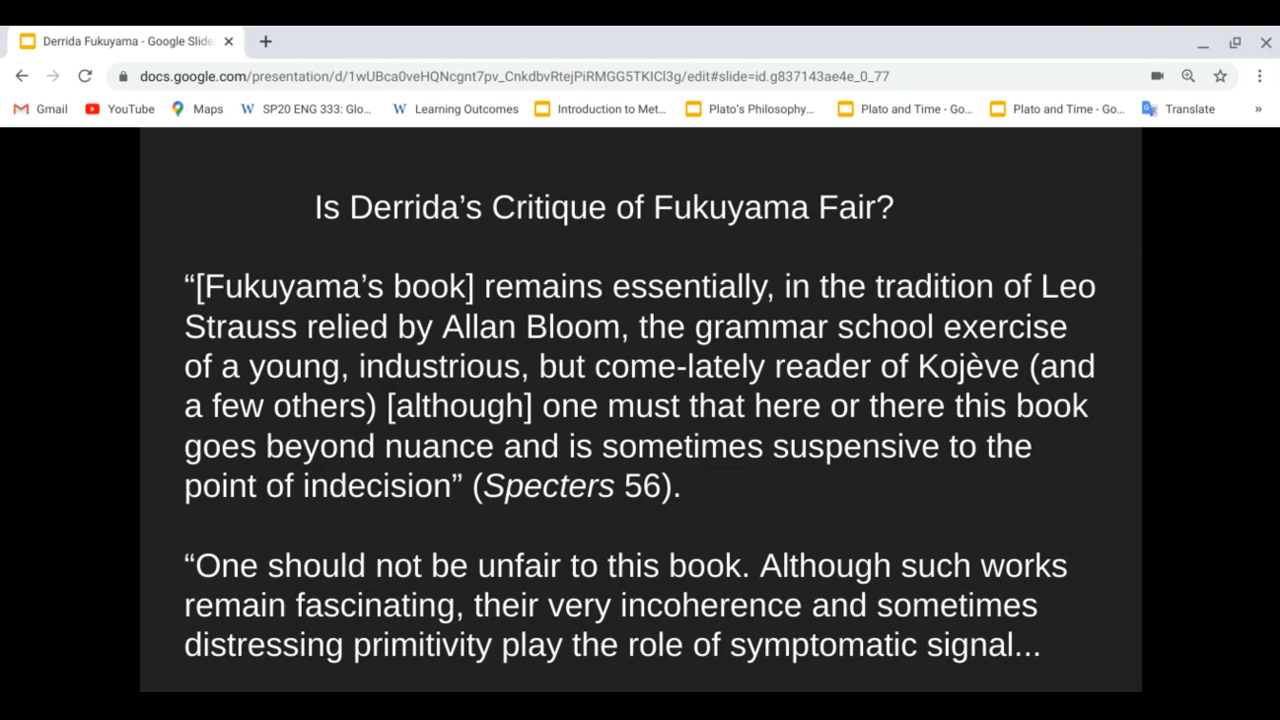 Derrida Fukuyama - Google Slide
docs.google.com/presentation/d/1wUBca0veHQNcgnt7pv_CnkdbvRtejPiRMGG5TKICl3g/edit#slide=id.g837143ae4e_0_77
Gmail YouTube Maps SP20 ENG 333: Glo... Learning Outcomes Introduction to Met... Plato's Philosophy... Plato and Time - Go... Plato and Time - Go... Translate »
Is Derrida’s Critique of Fukuyama Fair?
“[Fukuyama’s book] remains essentially, in the tradition of Leo
Strauss relied by Allan Bloom, the grammar school exercise
of a young, industrious, but come-lately reader of Kojève (and
a few others) [although] one must that here or there this book
goes beyond nuance and is sometimes suspensive to the
point of indecision” (Specters 56).
“One should not be unfair to this book. Although such works
remain fascinating, their very incoherence and sometimes
distressing primitivity play the role of symptomatic signal...